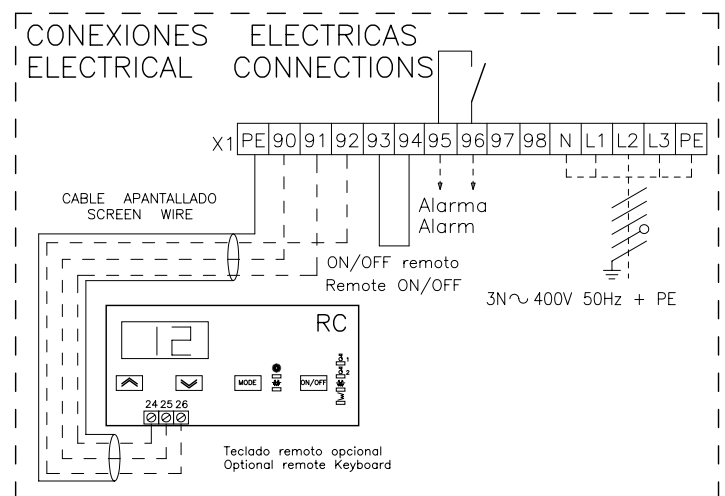 CONEXIONES ELECTRICAS
ELECTRICAL CONNECTIONS
X1 PE 90 91 92 93 94 95 96 97 98 N L1 L2 L3 PE
CABLE APANTALLADO
SCREEN WIRE
Alarma
Alarm
ON/OFF remoto
Remote ON/OFF
3N∿400V 50Hz + PE
RC
12
MODE
ON/OFF
24 25 26
Teclado remoto opcional
Optional remote Keyboard